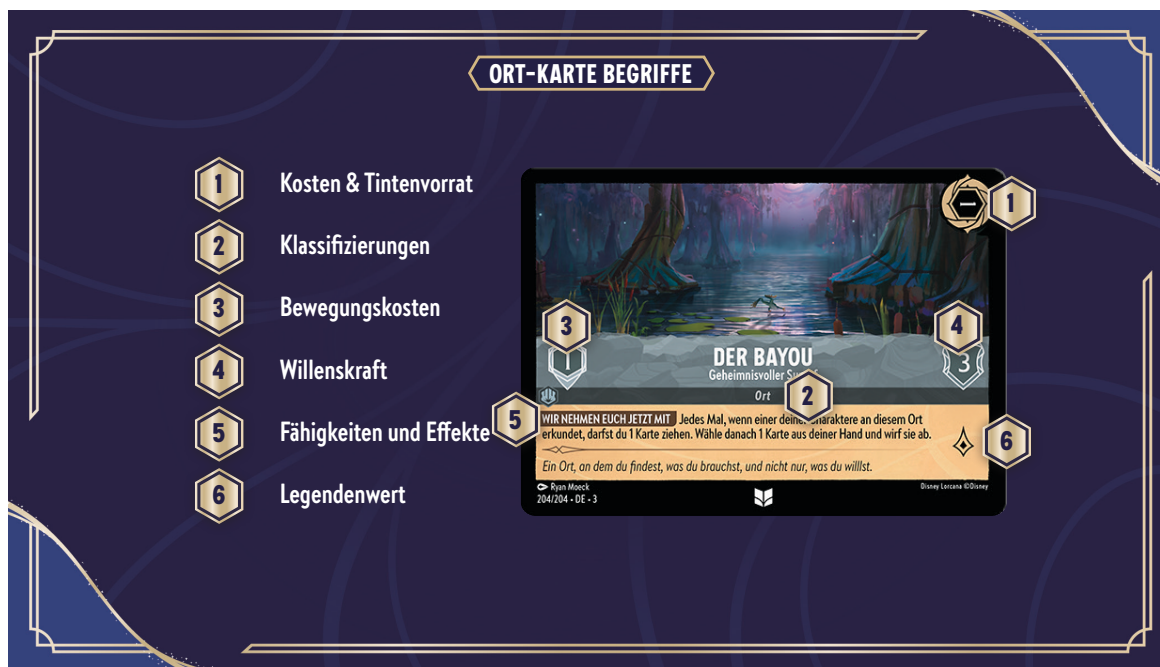 ORT-KARTE BEGRIFFE
1 Kosten & Tintenvorrat
2 Klassifizierungen
3 Bewegungskosten
4 Willenskraft
5 Fähigkeiten und Effekte
6 Legendenwert
1
1
3
4
1
DER BAYOU
3
Geheimnisvoller
Ort
2
5
WIR NEHMEN EUCH JETZT MIT Jedes Mal, wenn einer deiner Charaktere an diesem Ort
erkundet, darfst du 1 Karte ziehen. Wähle danach 1 Karte aus deiner Hand und wirf sie ab.
6
Ein Ort, an dem du findest, was du brauchst, und nicht nur, was du willlst.
Ryan Moeck
Disney Lorcana ©Disney
204/204 • DE • 3